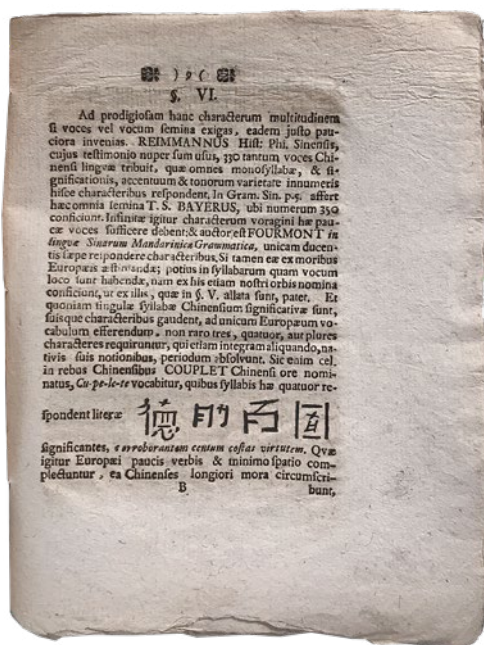 ) 9 (
§. VI.
Ad prodigiosam hanc characterum multitudinem
si voces vel vocum semina exigas, eadem justo pau-
ciora invenias. REIMMANNUS Hist: Phi. Sinensis,
cujus testimonio nuper sum usus, 330 tantum voces Chi-
nensi lingvæ tribuit, quæ omnes monosyllabæ, & si-
gnificationis, accentuum & tonorum varietate innumeris
hisce characteribus respondent. In Gram. Sin. p.5. affert
hæc omnia semina T. S. BAYERUS, ubi numerum 350
conficiunt. Infinitæ igitur characterum voragini hæ pau-
cæ voces sufficere debent; & auctor est FOURMONT in
lingvæ Sinarum Mandarinicæ Grammatica, unicam ducen-
tis sæpe respondere characteribus. Si tamen eæ ex moribus
Europæis æstimandæ; potius in syllabarum quam vocum
loco sunt habendæ, nam ex his etiam nostri orbis nomina
conficiunt, ut ex illis, quæ in §. V. allata sunt, patet. Et
quoniam singulæ syllabæ Chinensium significativæ sunt,
suisque characteribus gaudent, ad unicum Europæum vo-
cabulum efferendum, non raro tres, quatuor, aut plures
characteres requiruntur, qui etiam integram aliquando, na-
tivis suis notionibus, periodum absolvunt. Sic enim cel.
in rebus Chinensibus COUPLET Chinensi ore nomi-
natus, Cu-pe-le-te vocabitur, quibus syllabis hæ quatuor re-
spondent literæ 德 百
significantes, corroborantem centum costas virtutem. Qvæ
igitur Europæi paucis verbis & minimo spatio com-
plectuntur, ea Chinenses longiori mora circumscri-
B bunt,